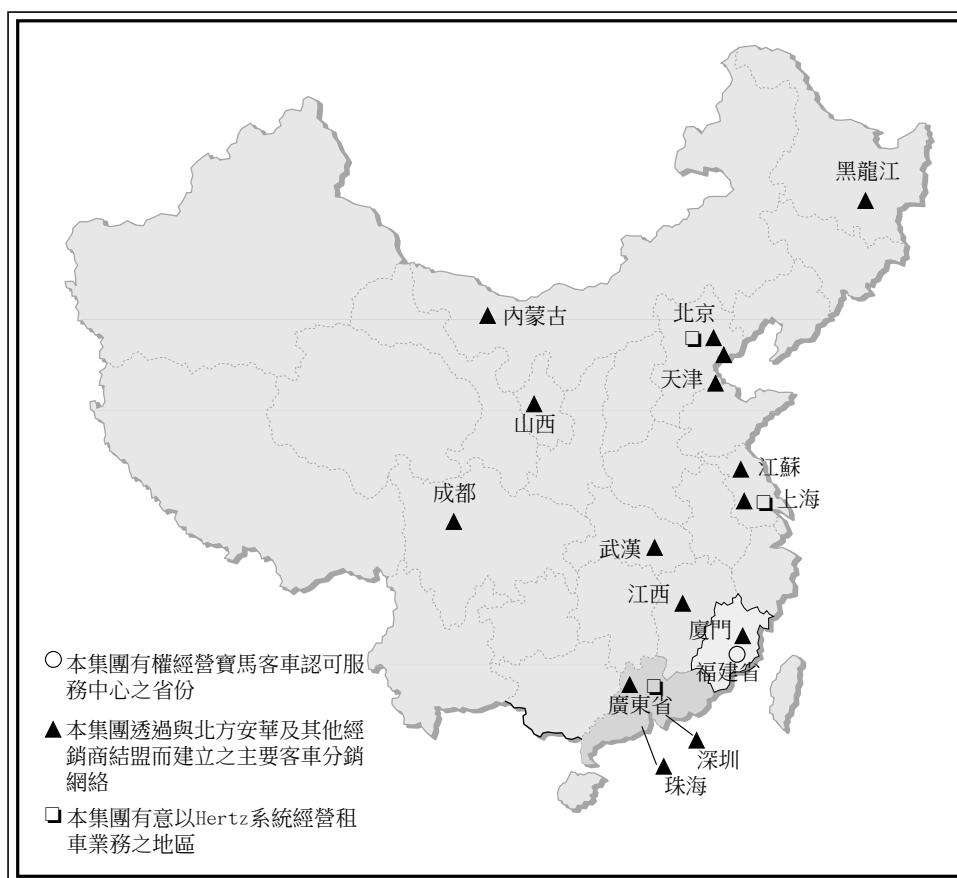 黑龍江
內蒙古
北京
天津
山西
江蘇
成都
上海
武漢
江西
廈門
福建省
廣東省
深圳
珠海
本集團有權經營寶馬客車認可服
務中心之省份
本集團透過與北方安華及其他經
銷商結盟而建立之主要客車分銷
網絡
本集團有意以Hertz系統經營租
車業務之地區